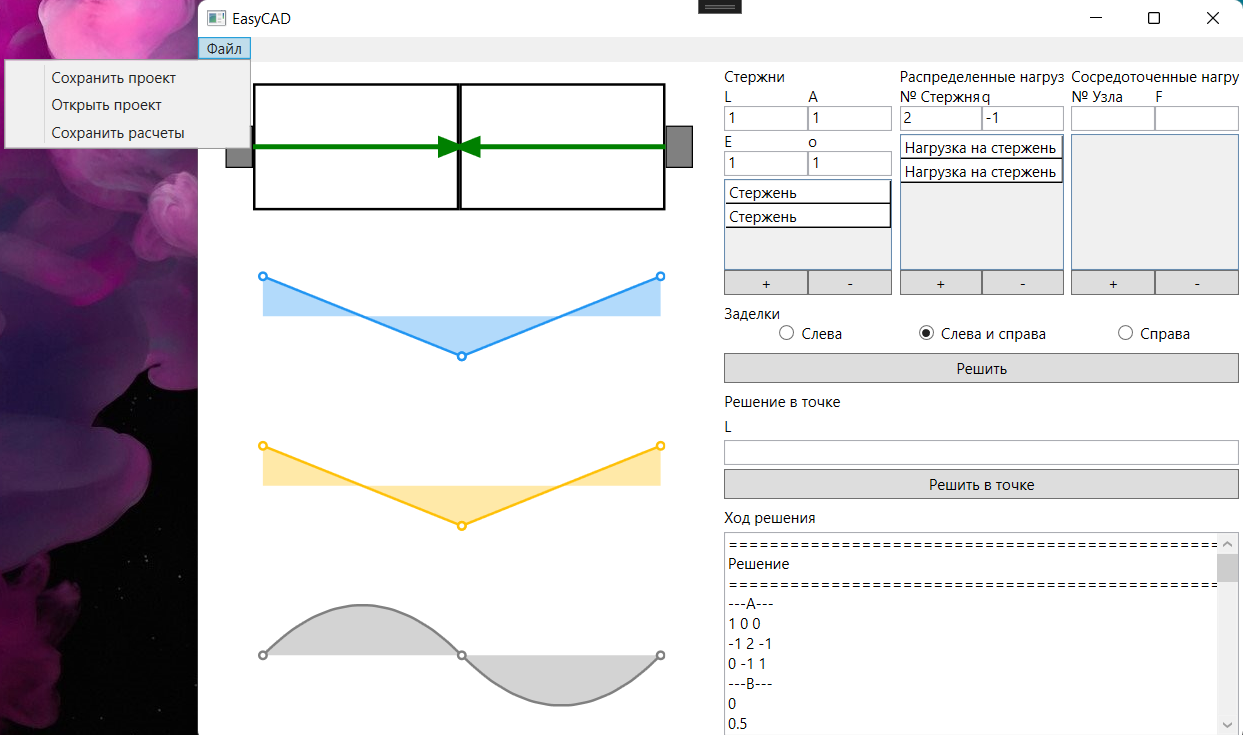 EasyCAD
Файл
Сохранить проект
Открыть проект
Сохранить расчеты
Стержни
L A
1 1
E o
1 1
Стержень
Стержень
+ -
Распределенные нагруз
№ Стержня q
2 -1
Нагрузка на стержень
Нагрузка на стержень
+ -
Сосредоточенные нагру
№ Узла F
+ -
Заделки
Слева Слева и справа Справа
Решить
Решение в точке
L
Решить в точке
Ход решения
================================================
Решение
================================================
---A---
1 0 0
-1 2 -1
0 -1 1
---B---
0
0.5